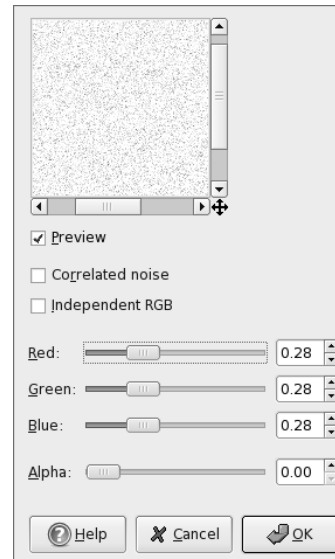 Preview
Correlated noise
Independent RGB
Red: 0.28
Green: 0.28
Blue: 0.28
Alpha: 0.00
Help Cancel OK